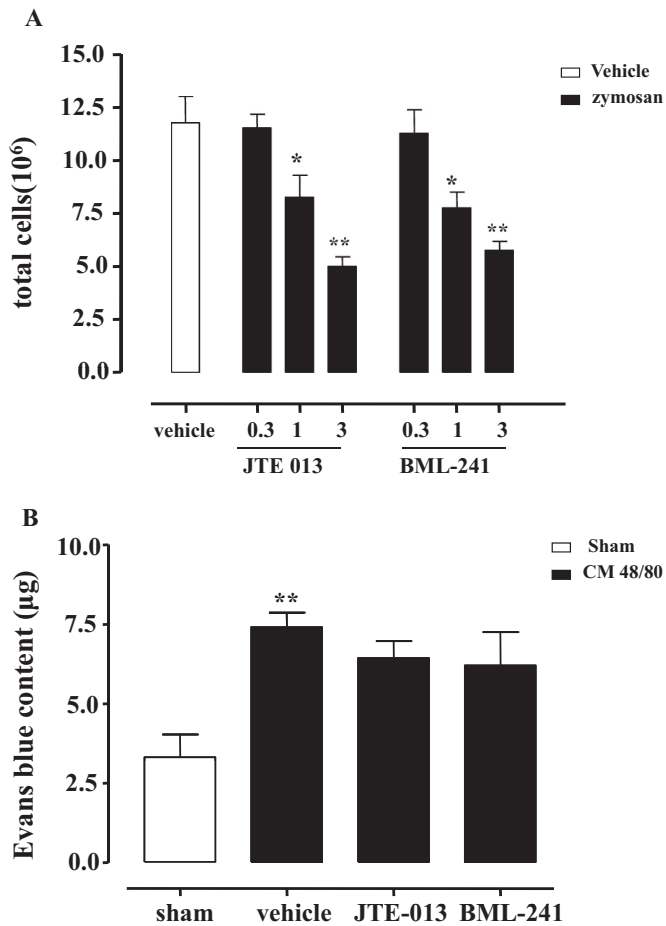 A
15.0
12.5
10.0
7.5
5.0
2.5
0.0
total cells(10⁶)
Vehicle
zymosan
*
**
*
**
vehicle
0.3 1 3
0.3 1 3
JTE 013
BML-241
B
10.0
7.5
5.0
2.5
0.0
Evans blue content (µg)
Sham
CM 48/80
**
sham vehicle JTE-013 BML-241